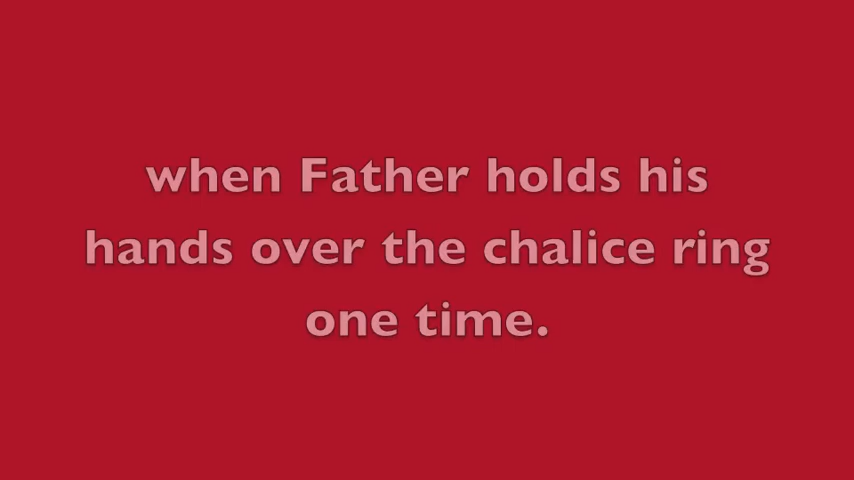 when Father holds his
hands over the chalice ring
one time.